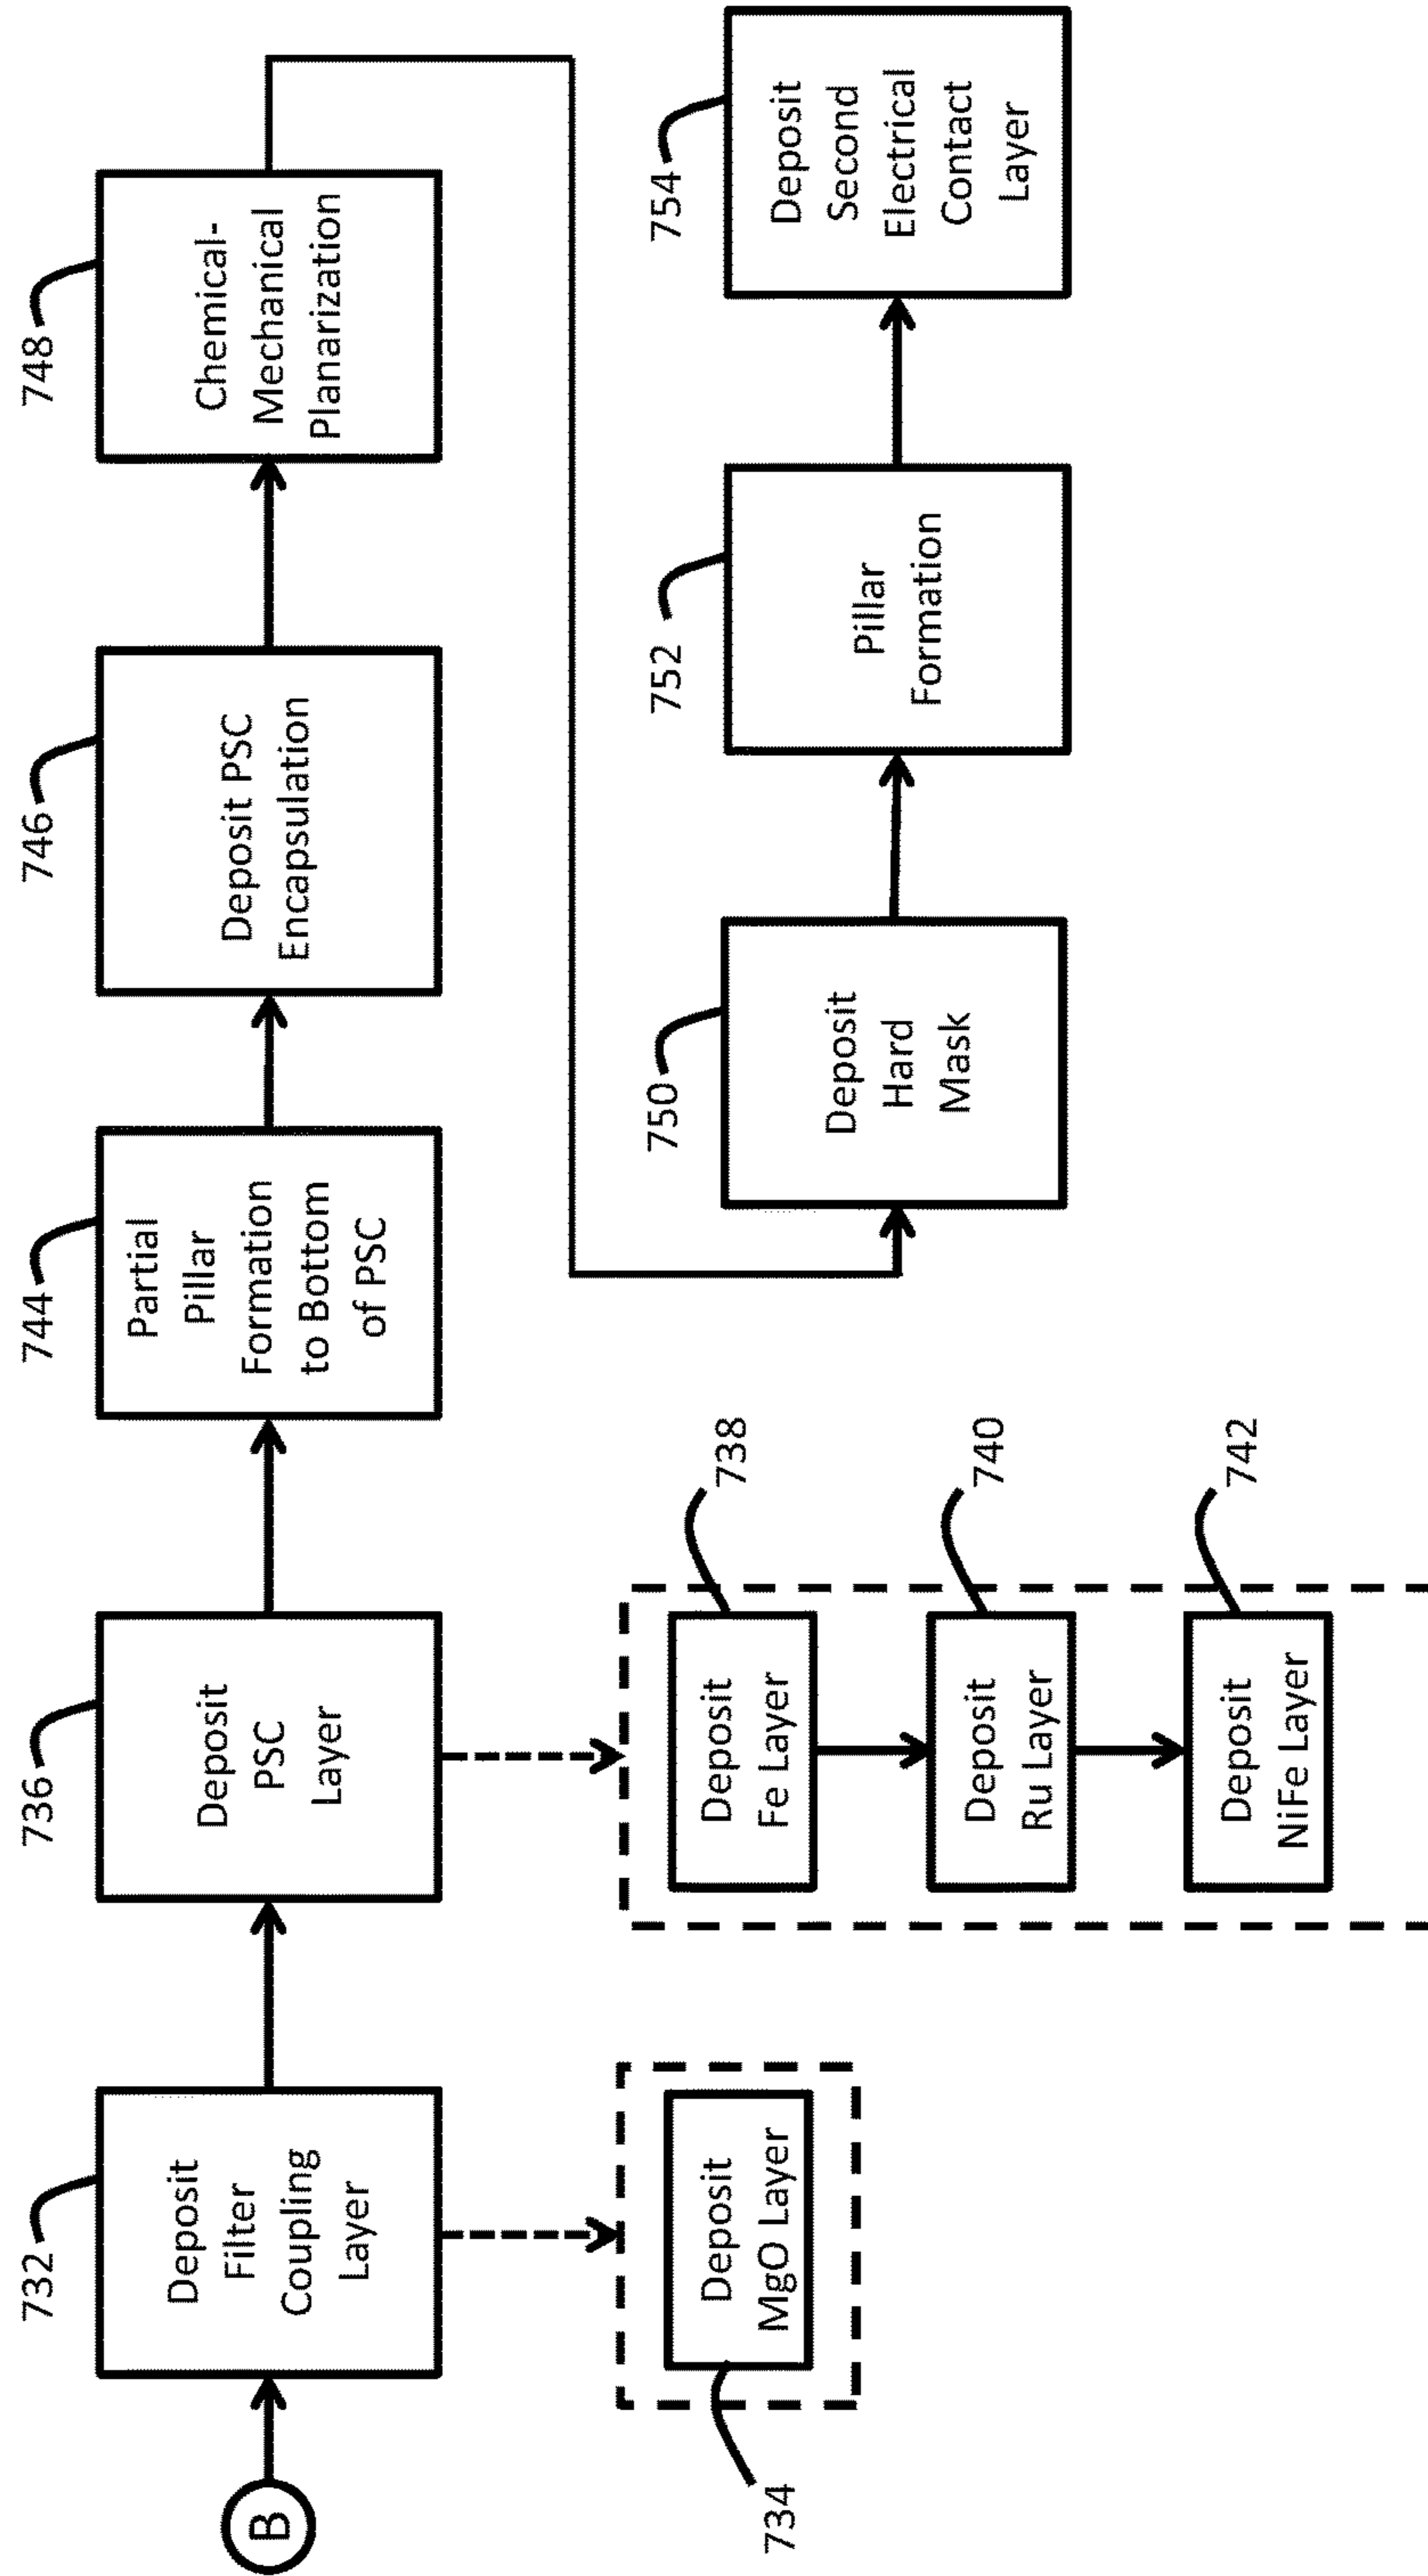 B
732
Deposit
Filter
Coupling
Layer
734
Deposit
MgO Layer
736
Deposit
PSC
Layer
738
Deposit
Fe Layer
740
Deposit
Ru Layer
742
Deposit
NiFe Layer
744
Partial
Pillar
Formation
to Bottom
of PSC
746
Deposit PSC
Encapsulation
748
Chemical-
Mechanical
Planarization
750
Deposit
Hard
Mask
752
Pillar
Formation
754
Deposit
Second
Electrical
Contact
Layer